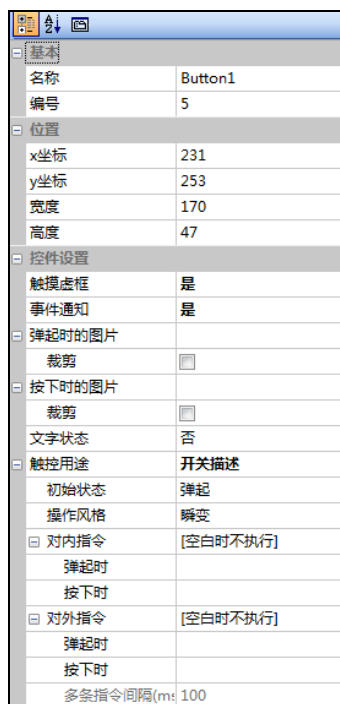 基本
名称 Button1
编号 5
位置
x坐标 231
y坐标 253
宽度 170
高度 47
控件设置
触摸虚框 是
事件通知 是
弹起时的图片
裁剪
按下时的图片
裁剪
文字状态 否
触控用途 开关描述
初始状态 弹起
操作风格 瞬变
对内指令 [空白时不执行]
弹起时
按下时
对外指令 [空白时不执行]
弹起时
按下时
多条指令间隔(ms 100